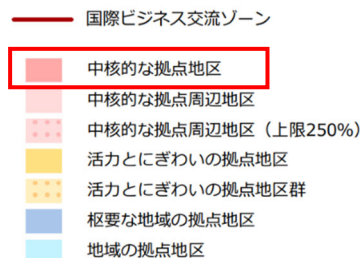 国際ビジネス交流ゾーン
中核的な拠点地区
中核的な拠点周辺地区
中核的な拠点周辺地区（上限250%）
活力とにぎわいの拠点地区
活力とにぎわいの拠点地区群
枢要な地域の拠点地区
地域の拠点地区